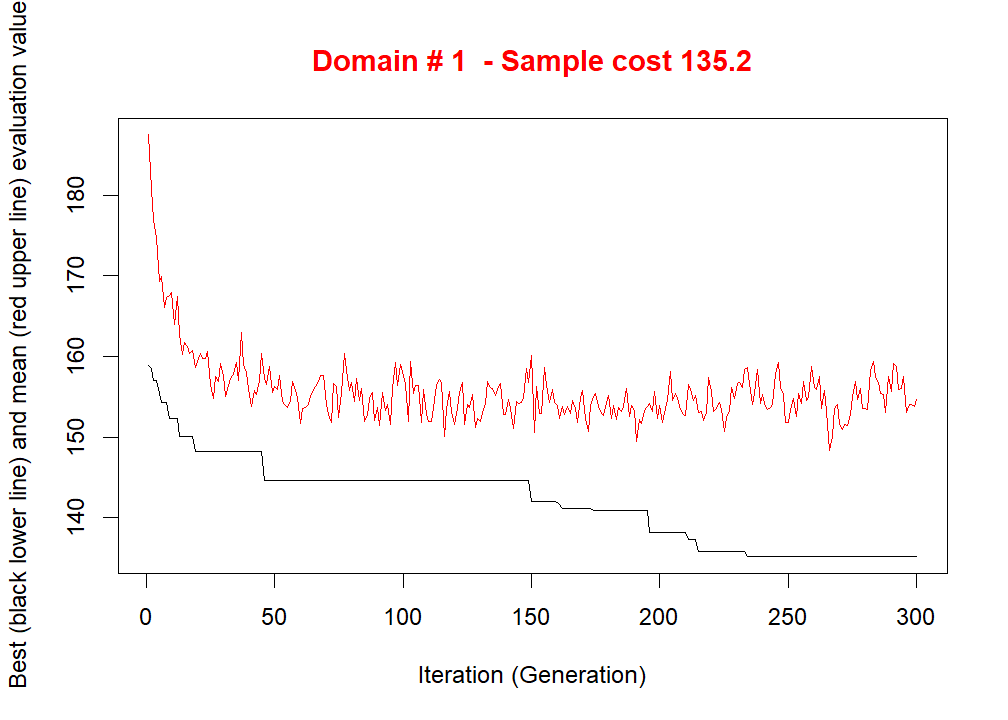 Domain # 1  - Sample cost 135.2
Best (black lower line) and mean (red upper line) evaluation value
180
170
160
150
140
0 50 100 150 200 250 300
Iteration (Generation)